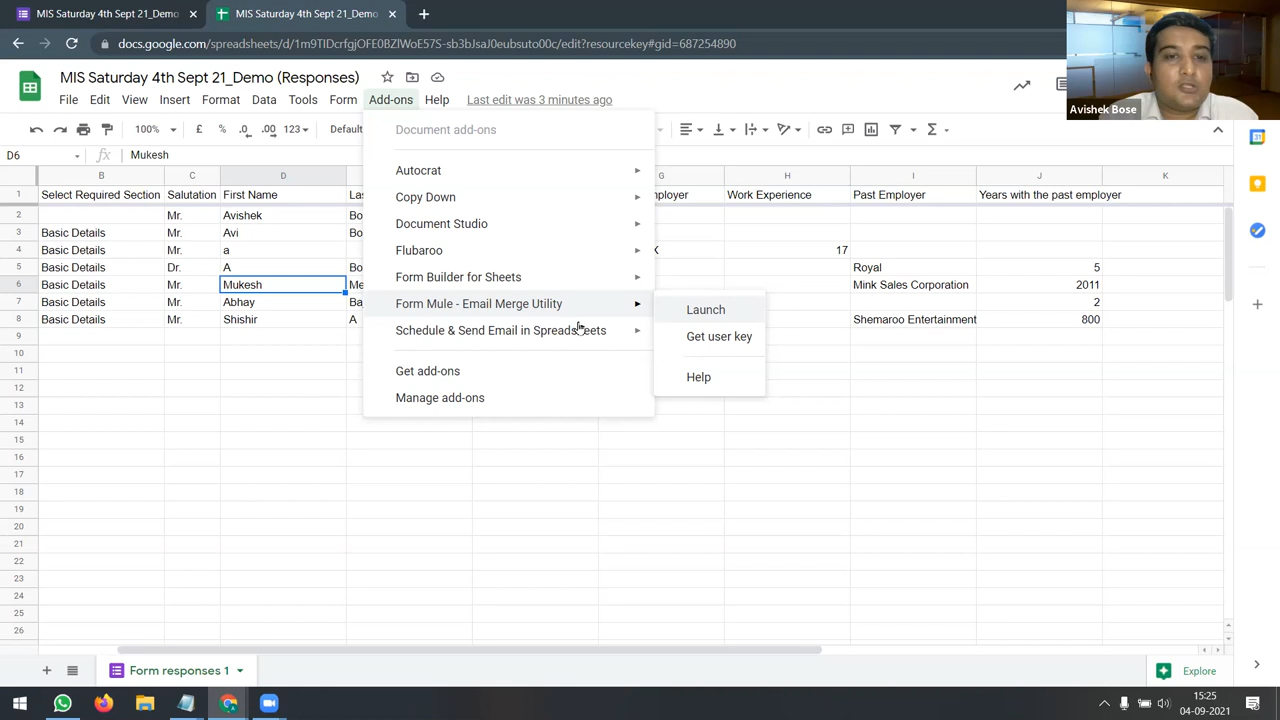 MIS Saturday 4th Sept 21_Demo
MIS Saturday 4th Sept 21_Demo
docs.google.com/spreadsheets/d/1m9TIDcrfgjOFE0BZlWoE57S-sb3bJsaJ0eubsuto00c/edit?resourcekey#gid=687254890
MIS Saturday 4th Sept 21_Demo (Responses)
File Edit View Insert Format Data Tools Form Add-ons Help Last edit was 3 minutes ago
Avishek Bose
100% £ % .0 .00 123 Default
D6 fx Mukesh
B C D G H I J K
1 Select Required Section Salutation First Name Las ployer Work Experience Past Employer Years with the past employer
2 Mr. Avishek Bo
3 Basic Details Mr. Avi Bo
4 Basic Details Mr. a X 17
5 Basic Details Dr. A Bo Royal 5
6 Basic Details Mr. Mukesh Me Mink Sales Corporation 2011
7 Basic Details Mr. Abhay Ba 2
8 Basic Details Mr. Shishir A Shemaroo Entertainment 800
9
10
11
12
13
14
15
16
17
18
19
20
21
22
23
24
25
26
Document add-ons
Autocrat
Copy Down
Document Studio
Flubaroo
Form Builder for Sheets
Form Mule - Email Merge Utility
Schedule & Send Email in Spreadsheets
Get add-ons
Manage add-ons
Launch
Get user key
Help
Form responses 1
Explore
15:25
04-09-2021